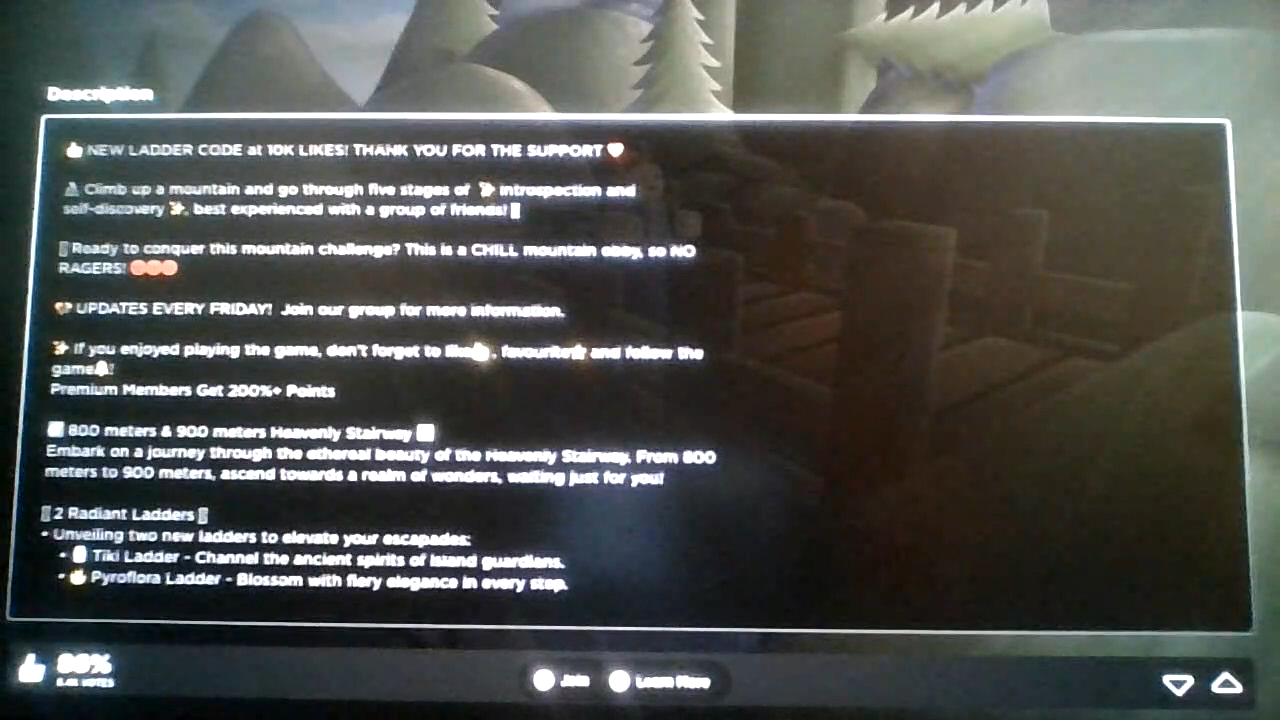 Description
👍 NEW LADDER CODE at 10K LIKES! THANK YOU FOR THE SUPPORT ❤
Climb up a mountain and go through five stages of ✨ introspection and
self-discovery ✨, best experienced with a group of friends!
Ready to conquer this mountain challenge? This is a CHILL mountain obby, so NO
RAGERS! 🔴🔴🔴
UPDATES EVERY FRIDAY! Join our group for more information.
✨ If you enjoyed playing the game, don't forget to like👍, favourite⭐ and follow the
game🔔!
Premium Members Get 200%+ Points
800 meters & 900 meters Heavenly Stairway
Embark on a journey through the ethereal beauty of the Heavenly Stairway. From 800
meters to 900 meters, ascend towards a realm of wonders, waiting just for you!
2 Radiant Ladders
• Unveiling two new ladders to elevate your escapades:
• Tiki Ladder - Channel the ancient spirits of island guardians.
• Pyroflora Ladder - Blossom with fiery elegance in every step.
VOTES
Join
Learn More